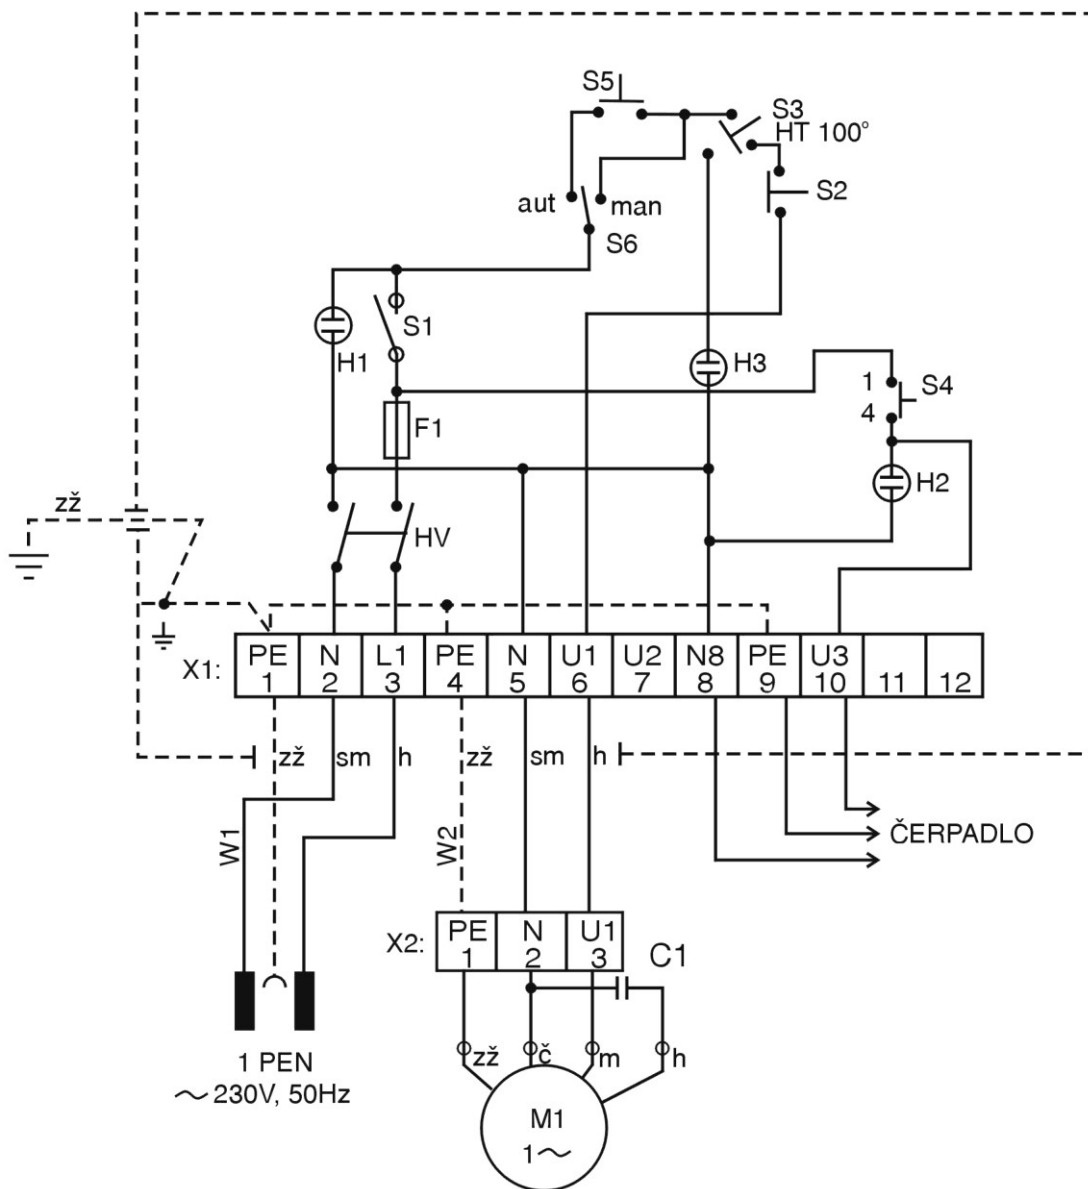 S5
S3
HT 100°
S2
aut
man
S6
S1
H1
H3
1
S4
4
F1
H2
zž
HV
X1:
PE 1
N 2
L1 3
PE 4
N 5
U1 6
U2 7
N8 8
PE 9
U3 10
11
12
zž
sm
h
zž
sm
h
W1
W2
ČERPADLO
X2:
PE 1
N 2
U1 3
C1
zž
č
m
h
1 PEN
～230V, 50Hz
M1
1～